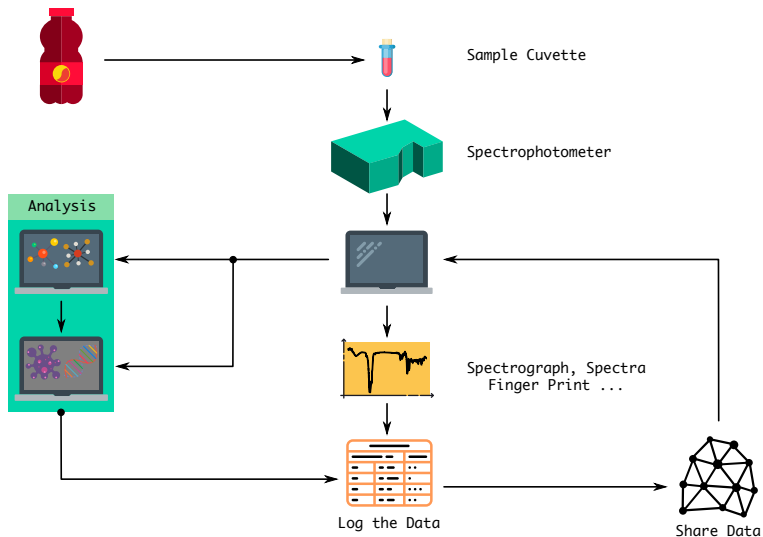 Sample Cuvette
Spectrophotometer
Analysis
Spectrograph, Spectra
Finger Print ...
Log the Data
Share Data